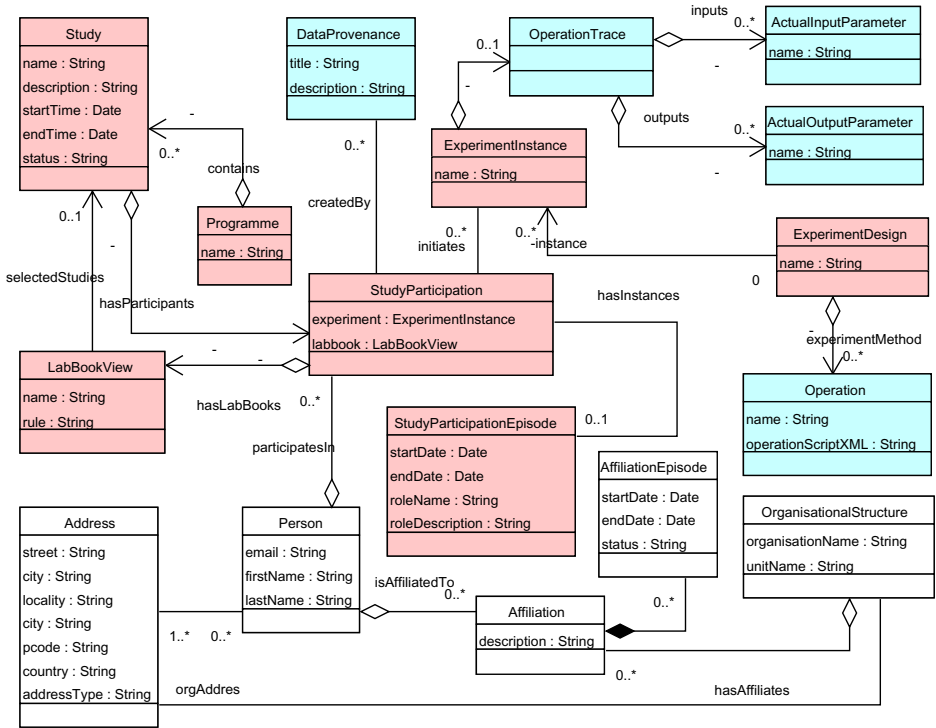 Study
name : String
description : String
startTime : Date
endTime : Date
status : String
DataProvenance
title : String
description : String
OperationTrace
inputs
0..*
-
ActualInputParameter
name : String
0..1
-
outputs
0..*
-
ActualOutputParameter
name : String
-
0..*
contains
ExperimentInstance
name : String
0..*
createdBy
Programme
name : String
0..1
-
selectedStudies
hasParticipants
0..*
initiates
0..*
-instance
ExperimentDesign
name : String
0
StudyParticipation
experiment : ExperimentInstance
labbook : LabBookView
hasInstances
-
experimentMethod
0..*
LabBookView
name : String
rule : String
-
-
hasLabBooks
0..*
Operation
name : String
operationScriptXML : String
StudyParticipationEpisode
startDate : Date
endDate : Date
roleName : String
roleDescription : String
0..1
participatesIn
AffiliationEpisode
startDate : Date
endDate : Date
status : String
OrganisationalStructure
organisationName : String
unitName : String
Address
street : String
city : String
locality : String
city : String
pcode : String
country : String
addressType : String
Person
email : String
firstName : String
lastName : String
isAffiliatedTo
0..*
0..*
Affiliation
description : String
1..*
0..*
0..*
orgAddres
hasAffiliates